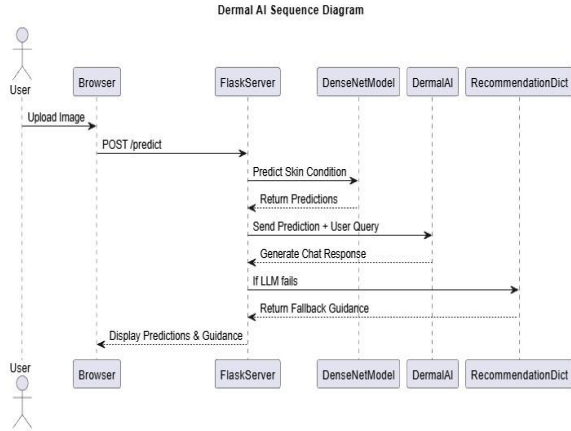 Dermal AI Sequence Diagram
User
Browser
FlaskServer
DenseNetModel
DermalAI
RecommendationDict
Upload Image
POST /predict
Predict Skin Condition
Return Predictions
Send Prediction + User Query
Generate Chat Response
If LLM fails
Return Fallback Guidance
Display Predictions & Guidance
User
Browser
FlaskServer
DenseNetModel
DermalAI
RecommendationDict